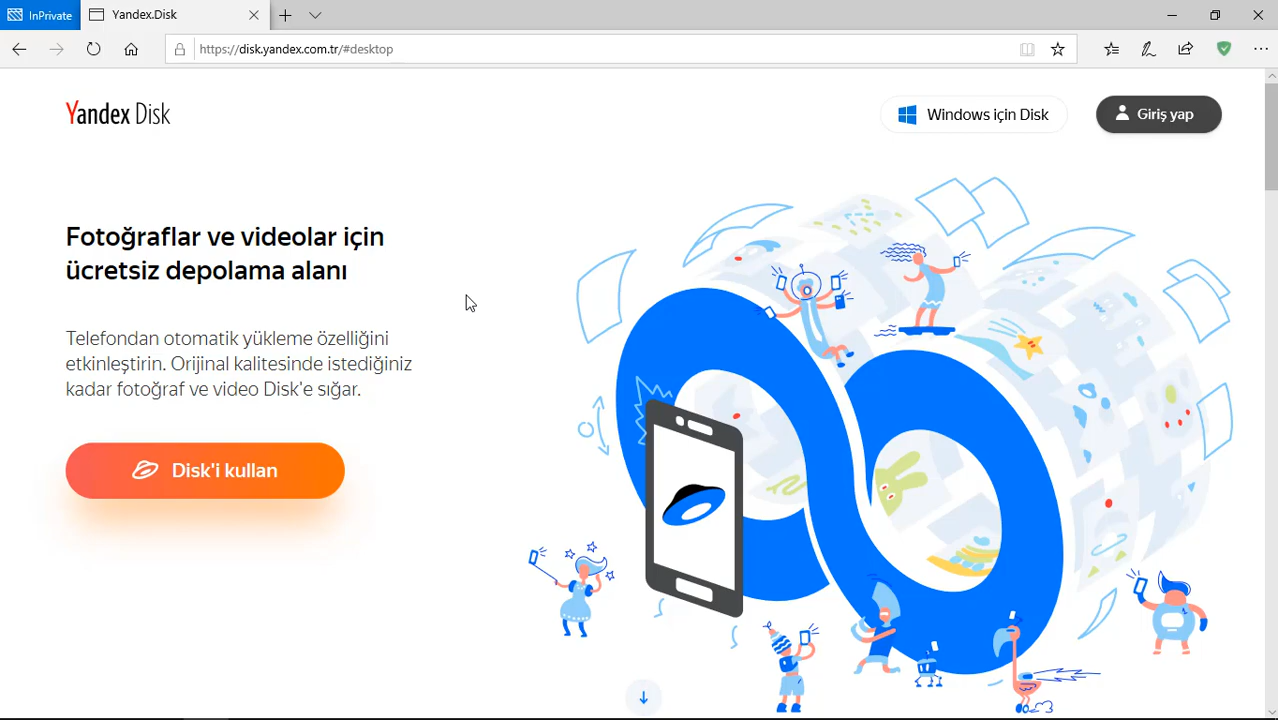 InPrivate
Yandex.Disk
https://disk.yandex.com.tr/#desktop
Yandex Disk
Windows için Disk
Giriş yap
Fotoğraflar ve videolar için
ücretsiz depolama alanı
Telefondan otomatik yükleme özelliğini
etkinleştirin. Orijinal kalitesinde istediğiniz
kadar fotoğraf ve video Disk'e sığar.
Disk'i kullan